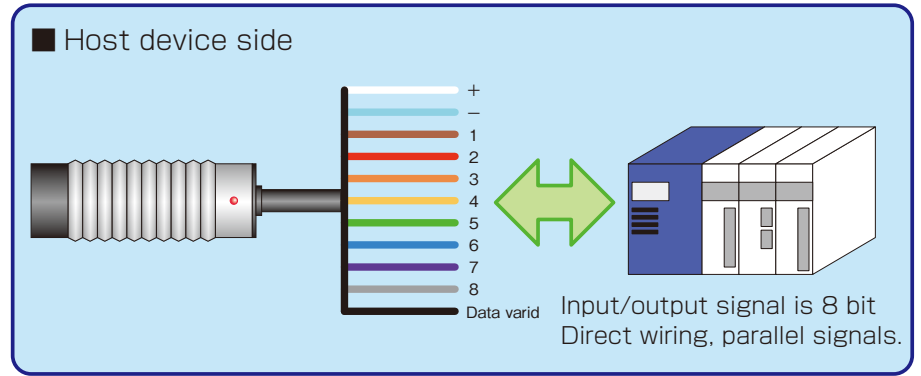 ■ Host device side
+
−
1
2
3
4
5
6
7
8
Data varid
Input/output signal is 8 bit
Direct wiring, parallel signals.